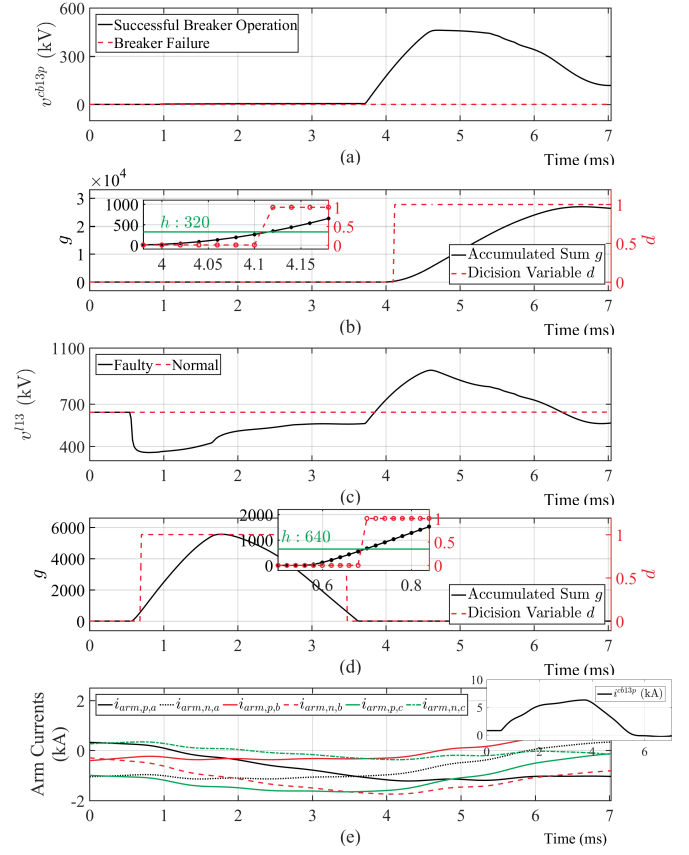 600
300
0
v^{cb13p} (kV)
Successful Breaker Operation
Breaker Failure
0 1 2 3 4 5 6 7
(a)
Time (ms)
×10^4
3
2
1
0
g
1000
500
0
h : 320
1
0.5
0
4 4.05 4.1 4.15
1
0.5
0
d
Accumulated Sum g
Dicision Variable d
0 1 2 3 4 5 6 7
(b)
Time (ms)
1100
700
400
v^{l13} (kV)
Faulty Normal
0 1 2 3 4 5 6 7
(c)
Time (ms)
6000
4000
2000
0
g
2000
1000
0
h : 640
1
0.5
0
0.6 0.8
1
0.5
0
d
Accumulated Sum g
Dicision Variable d
0 1 2 3 4 5 6 7
(d)
Time (ms)
2
0
-2
Arm Currents
(kA)
i_{arm,p,a} i_{arm,n,a} i_{arm,p,b} i_{arm,n,b} i_{arm,p,c} i_{arm,n,c}
10
5
0
i^{cb13p} (kA)
0 2 4 6
0 1 2 3 4 5 6 7
(e)
Time (ms)